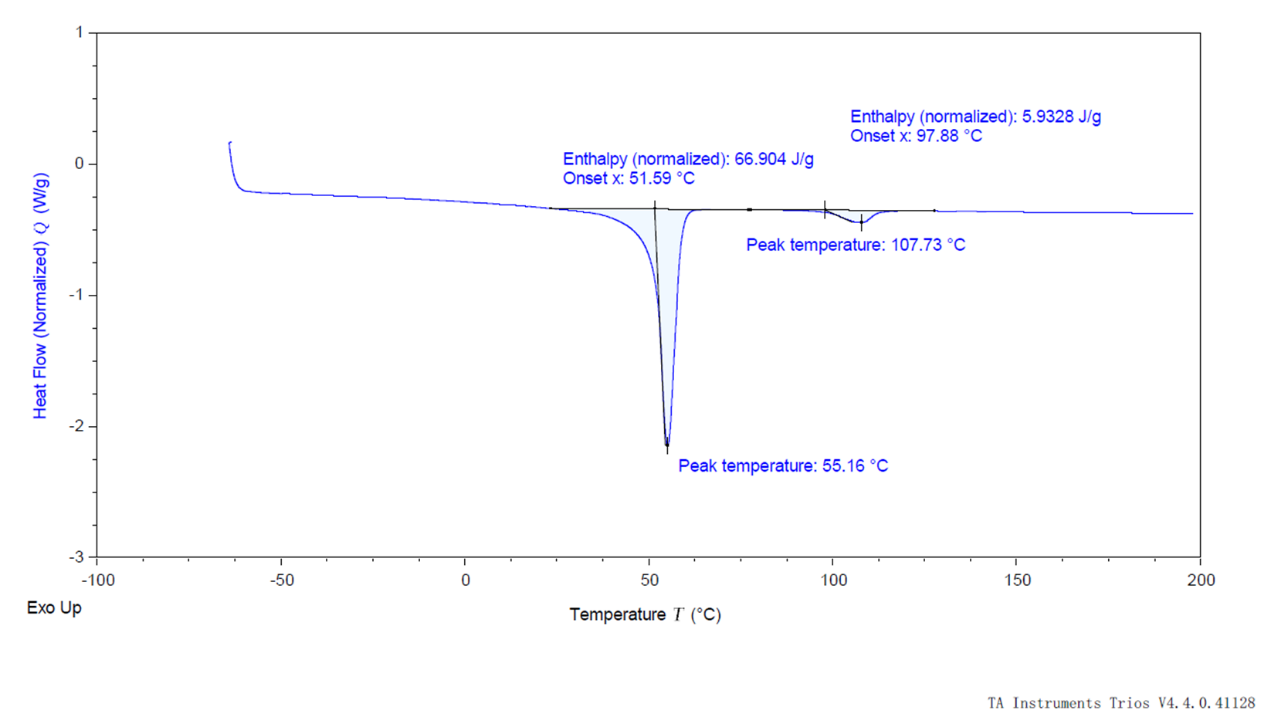 1
0
-1
-2
-3
Heat Flow (Normalized) Q (W/g)
Enthalpy (normalized): 5.9328 J/g
Onset x: 97.88 °C
Enthalpy (normalized): 66.904 J/g
Onset x: 51.59 °C
Peak temperature: 107.73 °C
Peak temperature: 55.16 °C
-100 -50 0 50 100 150 200
Exo Up
Temperature T (°C)
TA Instruments Trios V4.4.0.41128